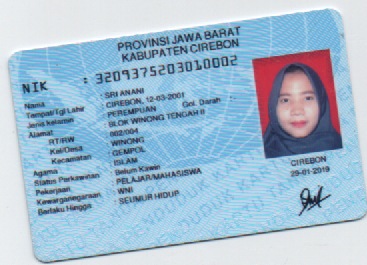 PROVINSI JAWA BARAT
KABUPATEN CIREBON
NIK : 3209375203010002
Nama : SRI ANANI
Tempat/Tgl Lahir : CIREBON, 12-03-2001
Jenis kelamin : PEREMPUAN Gol. Darah :
Alamat : BLOK WINONG TENGAH II
RT/RW : 002/004
Kel/Desa : WINONG
Kecamatan : GEMPOL
Agama : ISLAM
Status Perkawinan : Belum Kawin
Pekerjaan : PELAJAR/MAHASISWA
Kewarganegaraan : WNI
Berlaku Hingga : SEUMUR HIDUP
CIREBON
29-01-2019